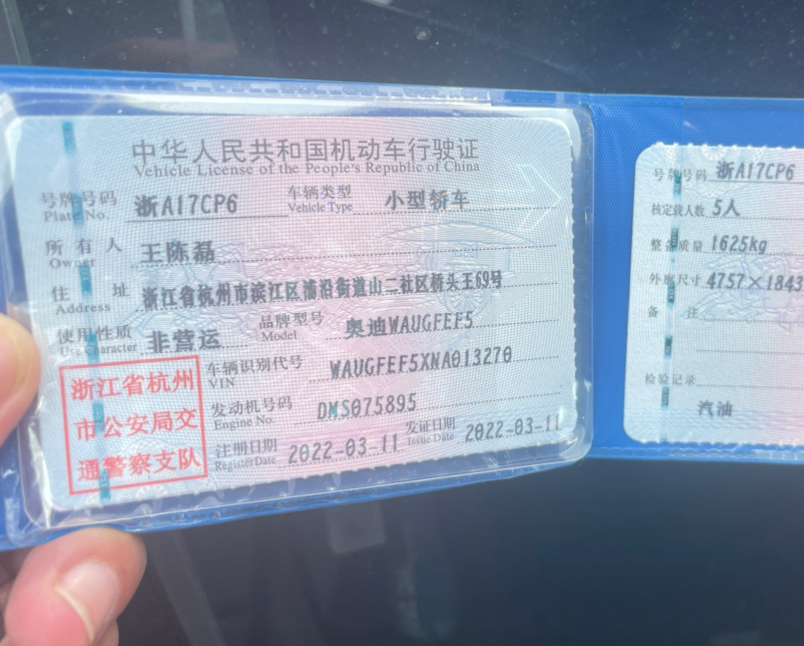 中华人民共和国机动车行驶证
Vehicle License of the People's Republic of China
号牌号码 浙A17CP6 车辆类型 小型轿车
Plate No. Vehicle Type
所有人 王陈磊
Owner
住址 浙江省杭州市滨江区浦沿街道山二社区桥头王69号
Address
使用性质 非营运 品牌型号 奥迪WAUGFEF5
Use Character Model
浙江省杭州
市公安局交
通警察支队
车辆识别代号 WAUGFEF5XNA013270
VIN
发动机号码 DMS075895
Engine No.
注册日期 2022-03-11 发证日期 2022-03-11
Register Date Issue Date
号牌号码 浙A17CP6
核定载人数 5人
整备质量 1625kg
外廓尺寸 4757×1843
备注
检验记录
汽油